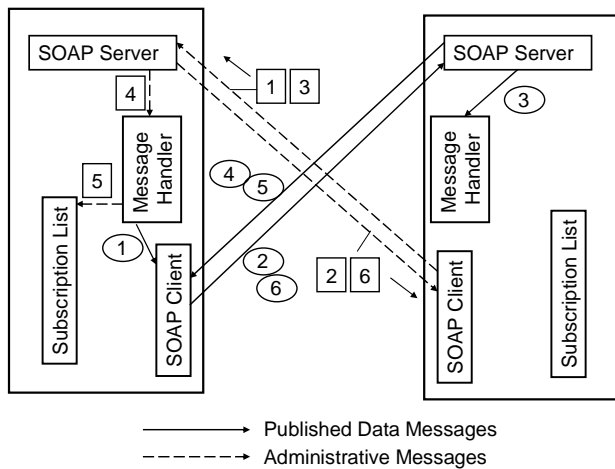 SOAP Server
SOAP Server
1 3
4
3
Message Handler
Message Handler
4
5
5
1
2
6
2 6
Subscription List
SOAP Client
SOAP Client
Subscription List
Published Data Messages
Administrative Messages